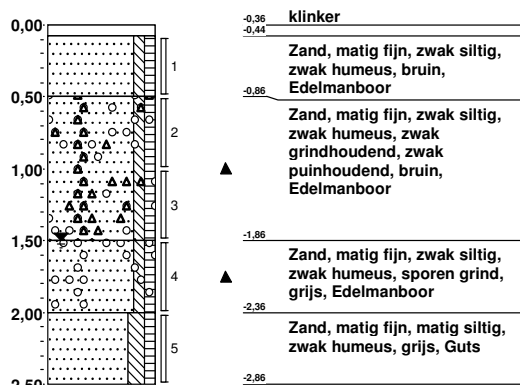 0,00
0,50
1,00
1,50
2,00
2,50
1
2
3
4
5
-0,36
klinker
-0,44
Zand, matig fijn, zwak siltig,
zwak humeus, bruin,
Edelmanboor
-0,86
Zand, matig fijn, zwak siltig,
zwak humeus, zwak
grindhoudend, zwak
puinhoudend, bruin,
Edelmanboor
-1,86
Zand, matig fijn, zwak siltig,
zwak humeus, sporen grind,
grijs, Edelmanboor
-2,36
Zand, matig fijn, matig siltig,
zwak humeus, grijs, Guts
-2,86